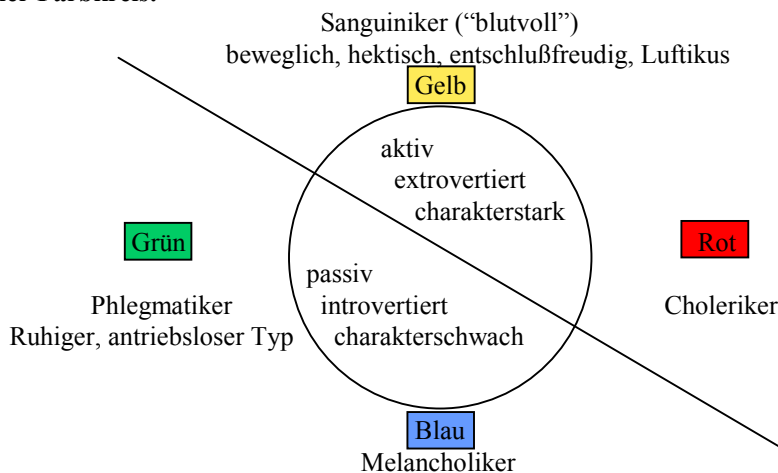 Sanguiniker (“blutvoll”)
beweglich, hektisch, entschlußfreudig, Luftikus
Gelb
aktiv
extrovertiert
charakterstark
Grün
Rot
passiv
Phlegmatiker
introvertiert
Choleriker
Ruhiger, antriebsloser Typ
charakterschwach
Blau
Melancholiker